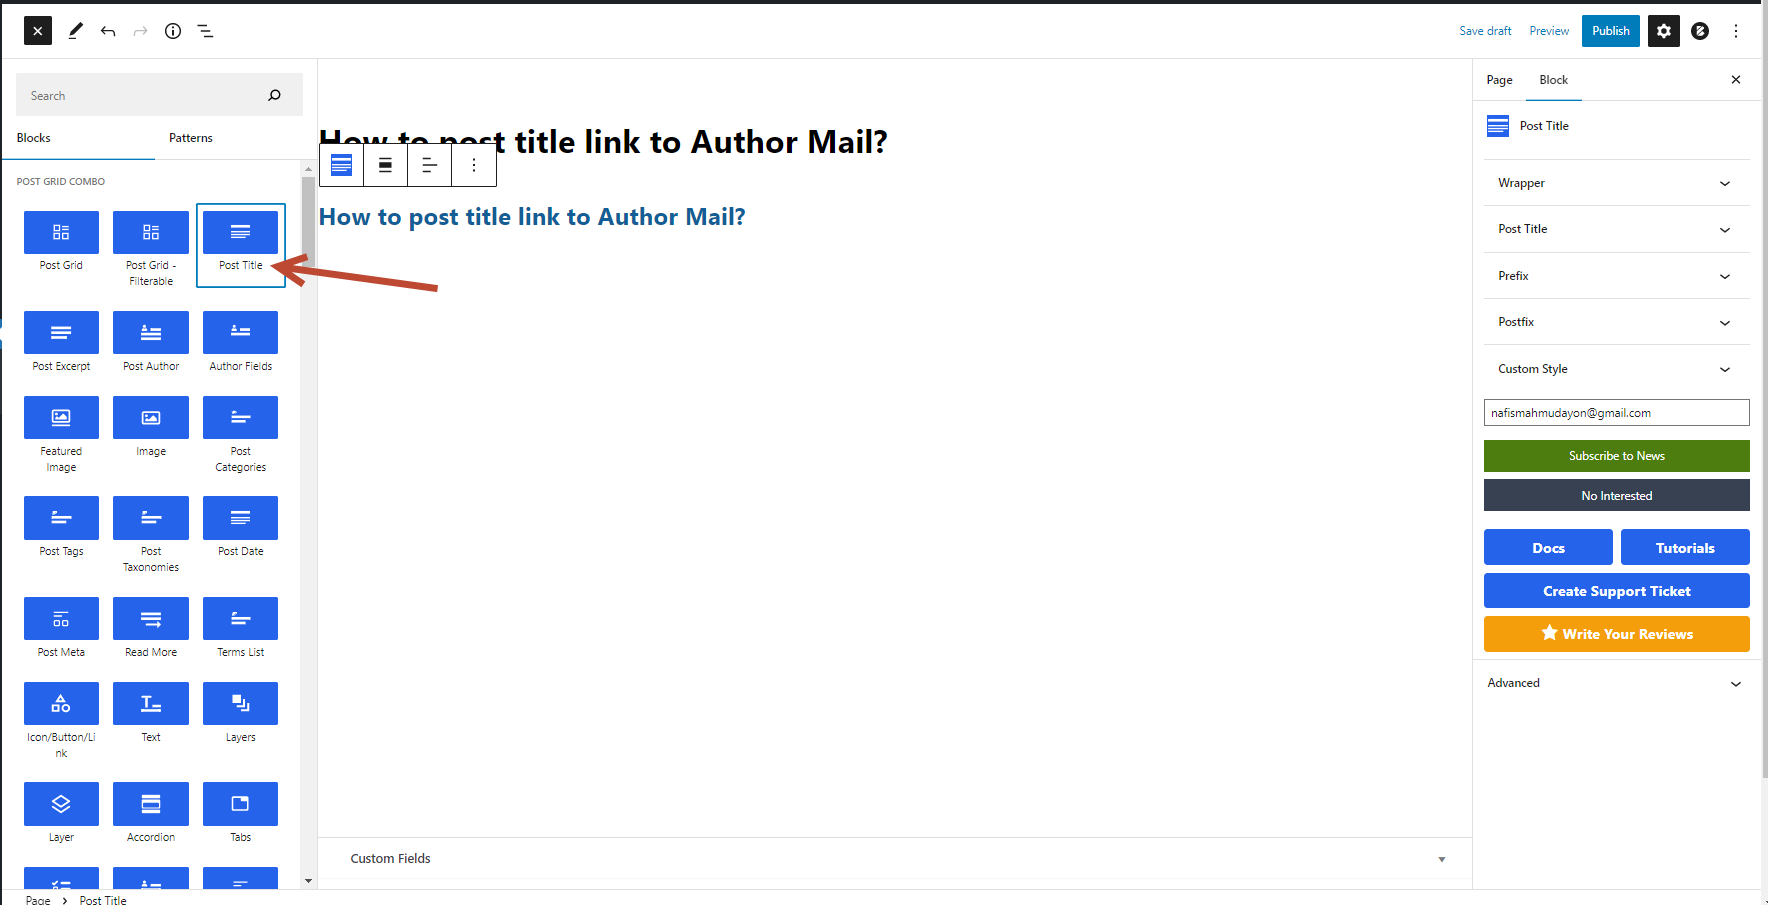 Save draft
Preview
Publish
Search
Blocks
Patterns
POST GRID COMBO
Post Grid
Post Grid -
Filterable
Post Title
Post Excerpt
Post Author
Author Fields
Featured
Image
Image
Post
Categories
Post Tags
Post
Taxonomies
Post Date
Post Meta
Read More
Terms List
Icon/Button/Li
nk
Text
Layers
Layer
Accordion
Tabs
How to post title link to Author Mail?
How to post title link to Author Mail?
Custom Fields
Page
Block
Post Title
Wrapper
Post Title
Prefix
Postfix
Custom Style
nafismahmudayon@gmail.com
Subscribe to News
No Interested
Docs
Tutorials
Create Support Ticket
Write Your Reviews
Advanced
Page
Post Title